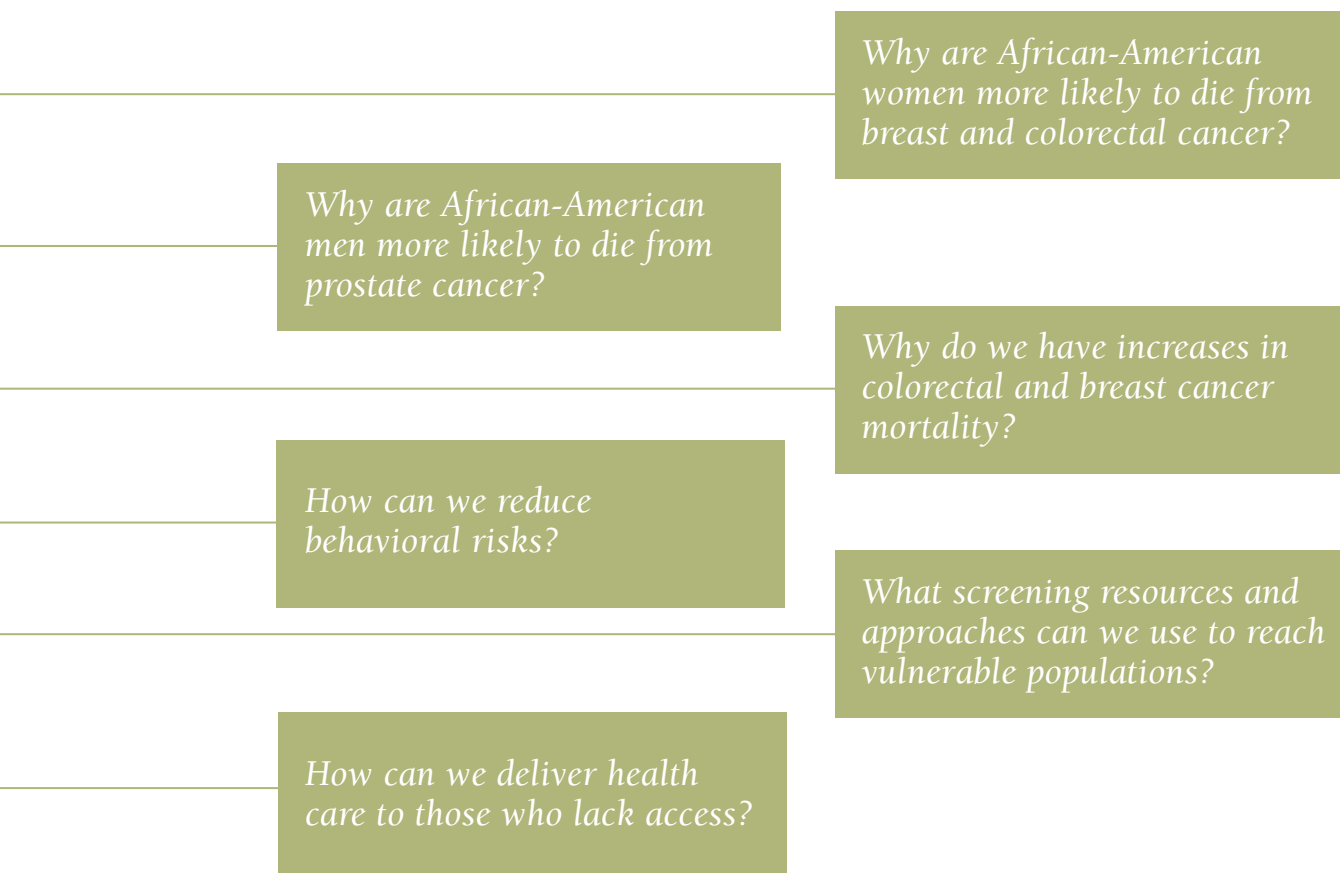 Why are African-American
women more likely to die from
breast and colorectal cancer?
Why are African-American
men more likely to die from
prostate cancer?
Why do we have increases in
colorectal and breast cancer
mortality?
How can we reduce
behavioral risks?
What screening resources and
approaches can we use to reach
vulnerable populations?
How can we deliver health
care to those who lack access?